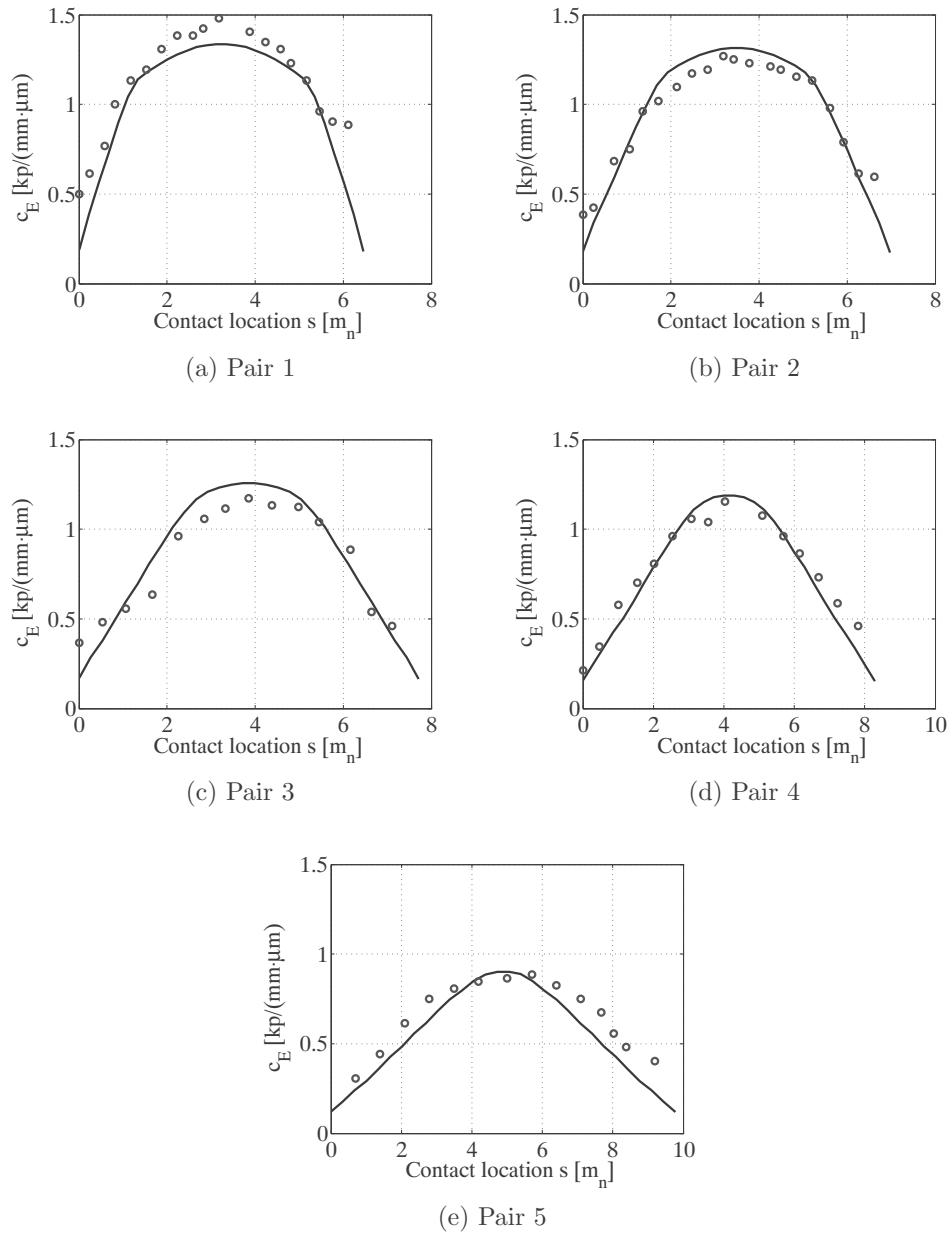 1.5
1
0.5
0
c_E [kp/(mm·μm)]
0 2 4 6 8
Contact location s [m_n]
(a) Pair 1
1.5
1
0.5
0
c_E [kp/(mm·μm)]
0 2 4 6 8
Contact location s [m_n]
(b) Pair 2
1.5
1
0.5
0
c_E [kp/(mm·μm)]
0 2 4 6 8
Contact location s [m_n]
(c) Pair 3
1.5
1
0.5
0
c_E [kp/(mm·μm)]
0 2 4 6 8 10
Contact location s [m_n]
(d) Pair 4
1.5
1
0.5
0
c_E [kp/(mm·μm)]
0 2 4 6 8 10
Contact location s [m_n]
(e) Pair 5